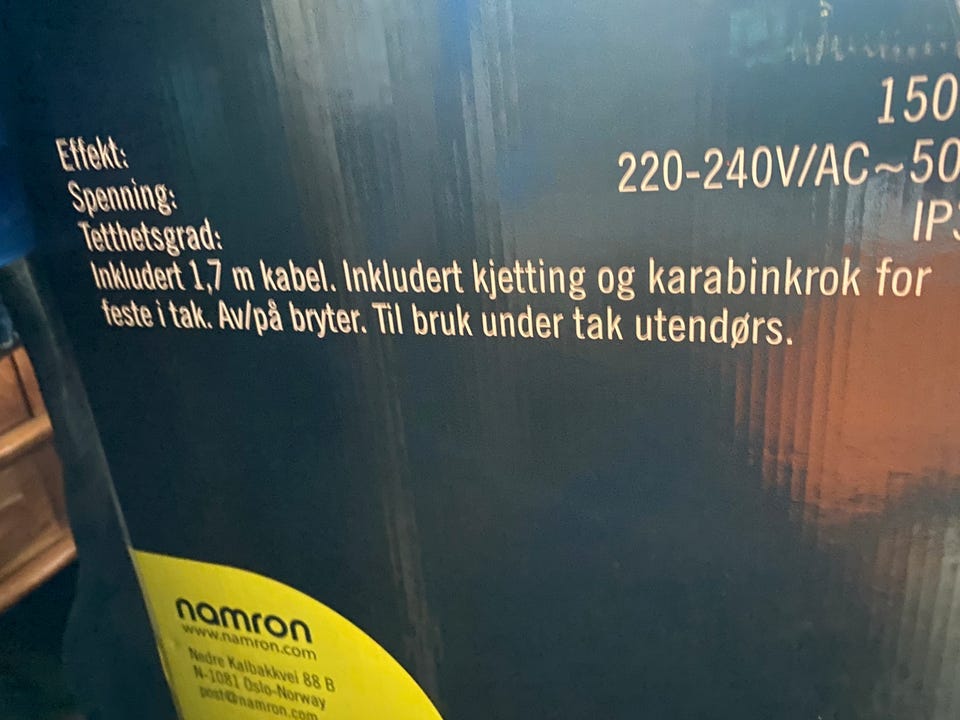 Effekt: 150
Spenning: 220-240V/AC~50
Tetthetsgrad: IP
Inkludert 1,7 m kabel. Inkludert kjetting og karabinkrok for
feste i tak. Av/på bryter. Til bruk under tak utendørs.
namron
www.namron.com
Nedre Kalbakkvei 88 B
N-1081 Oslo-Norway
post@namron.com